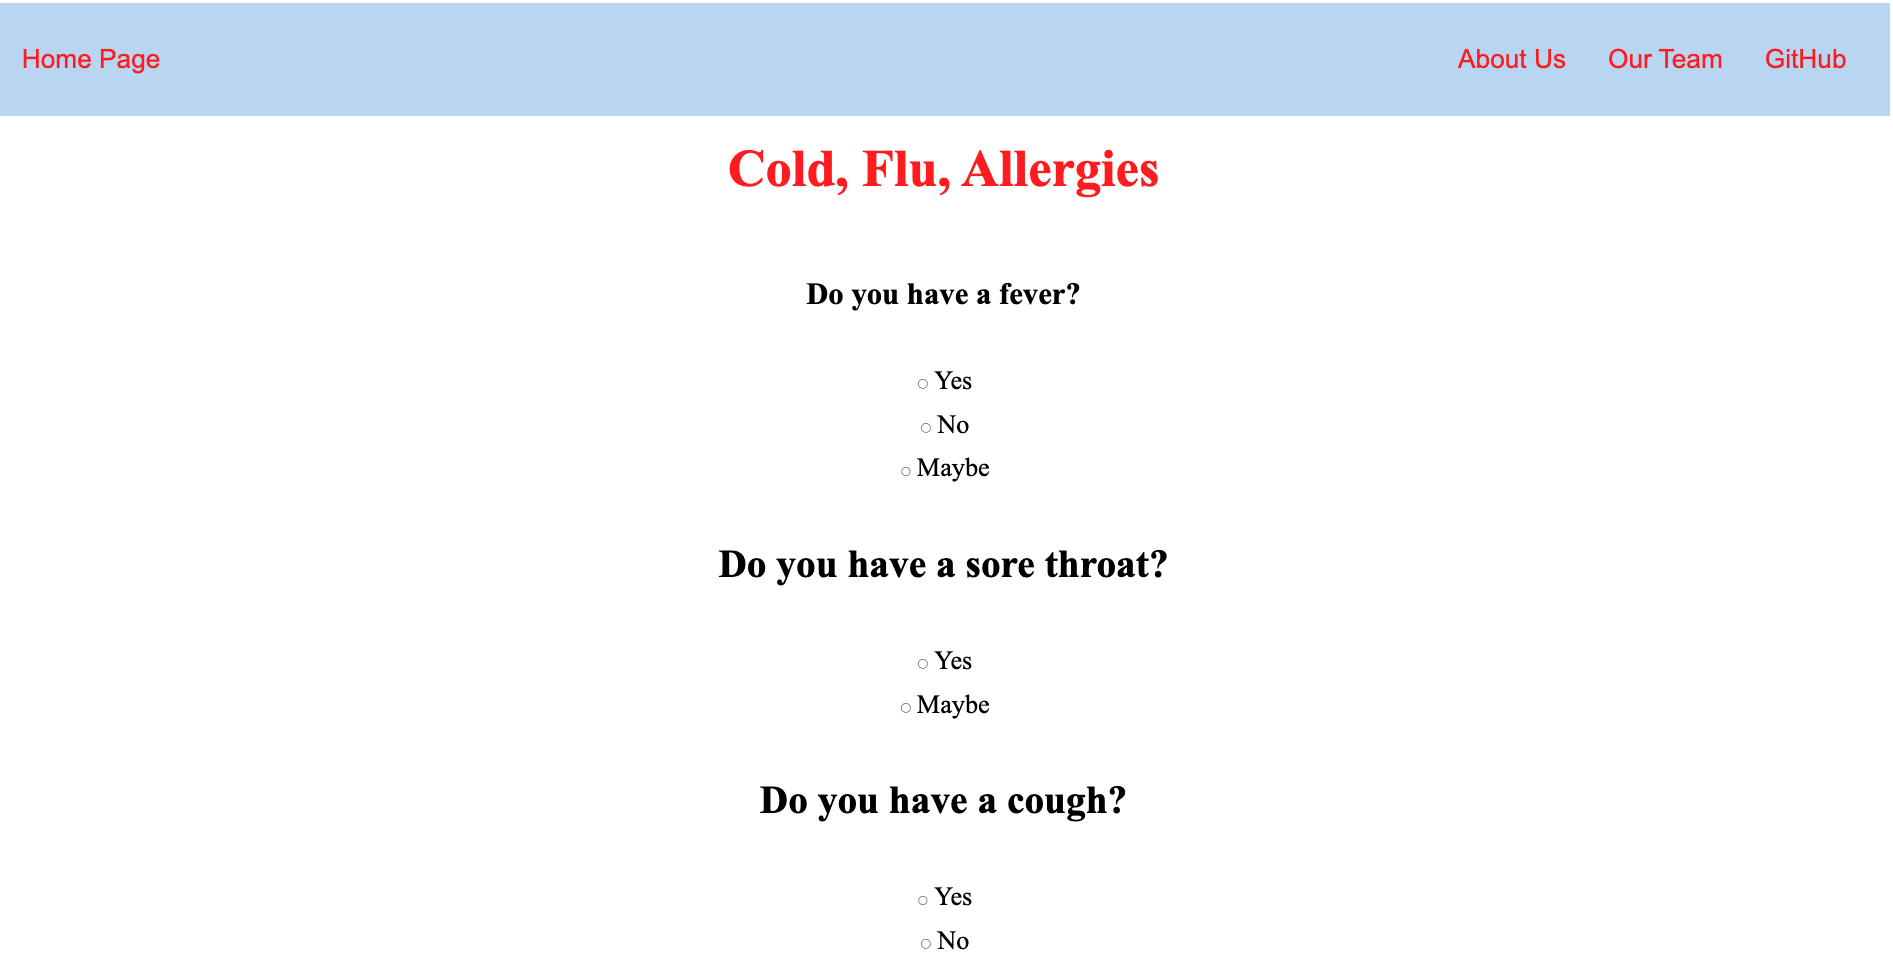 Home Page About Us Our Team GitHub
Cold, Flu, Allergies
Do you have a fever?
Yes
No
Maybe
Do you have a sore throat?
Yes
Maybe
Do you have a cough?
Yes
No